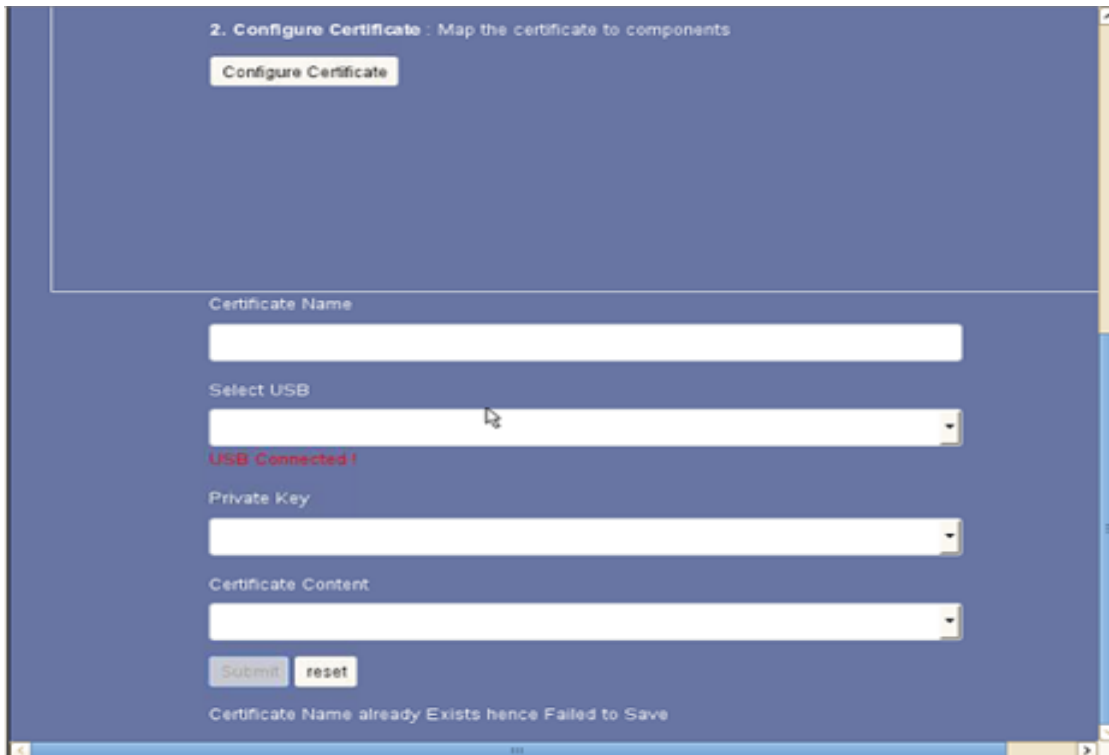 2. Configure Certificate : Map the certificate to components
Configure Certificate
Certificate Name
Select USB
USB Connected !
Private Key
Certificate Content
Submit reset
Certificate Name already Exists hence Failed to Save